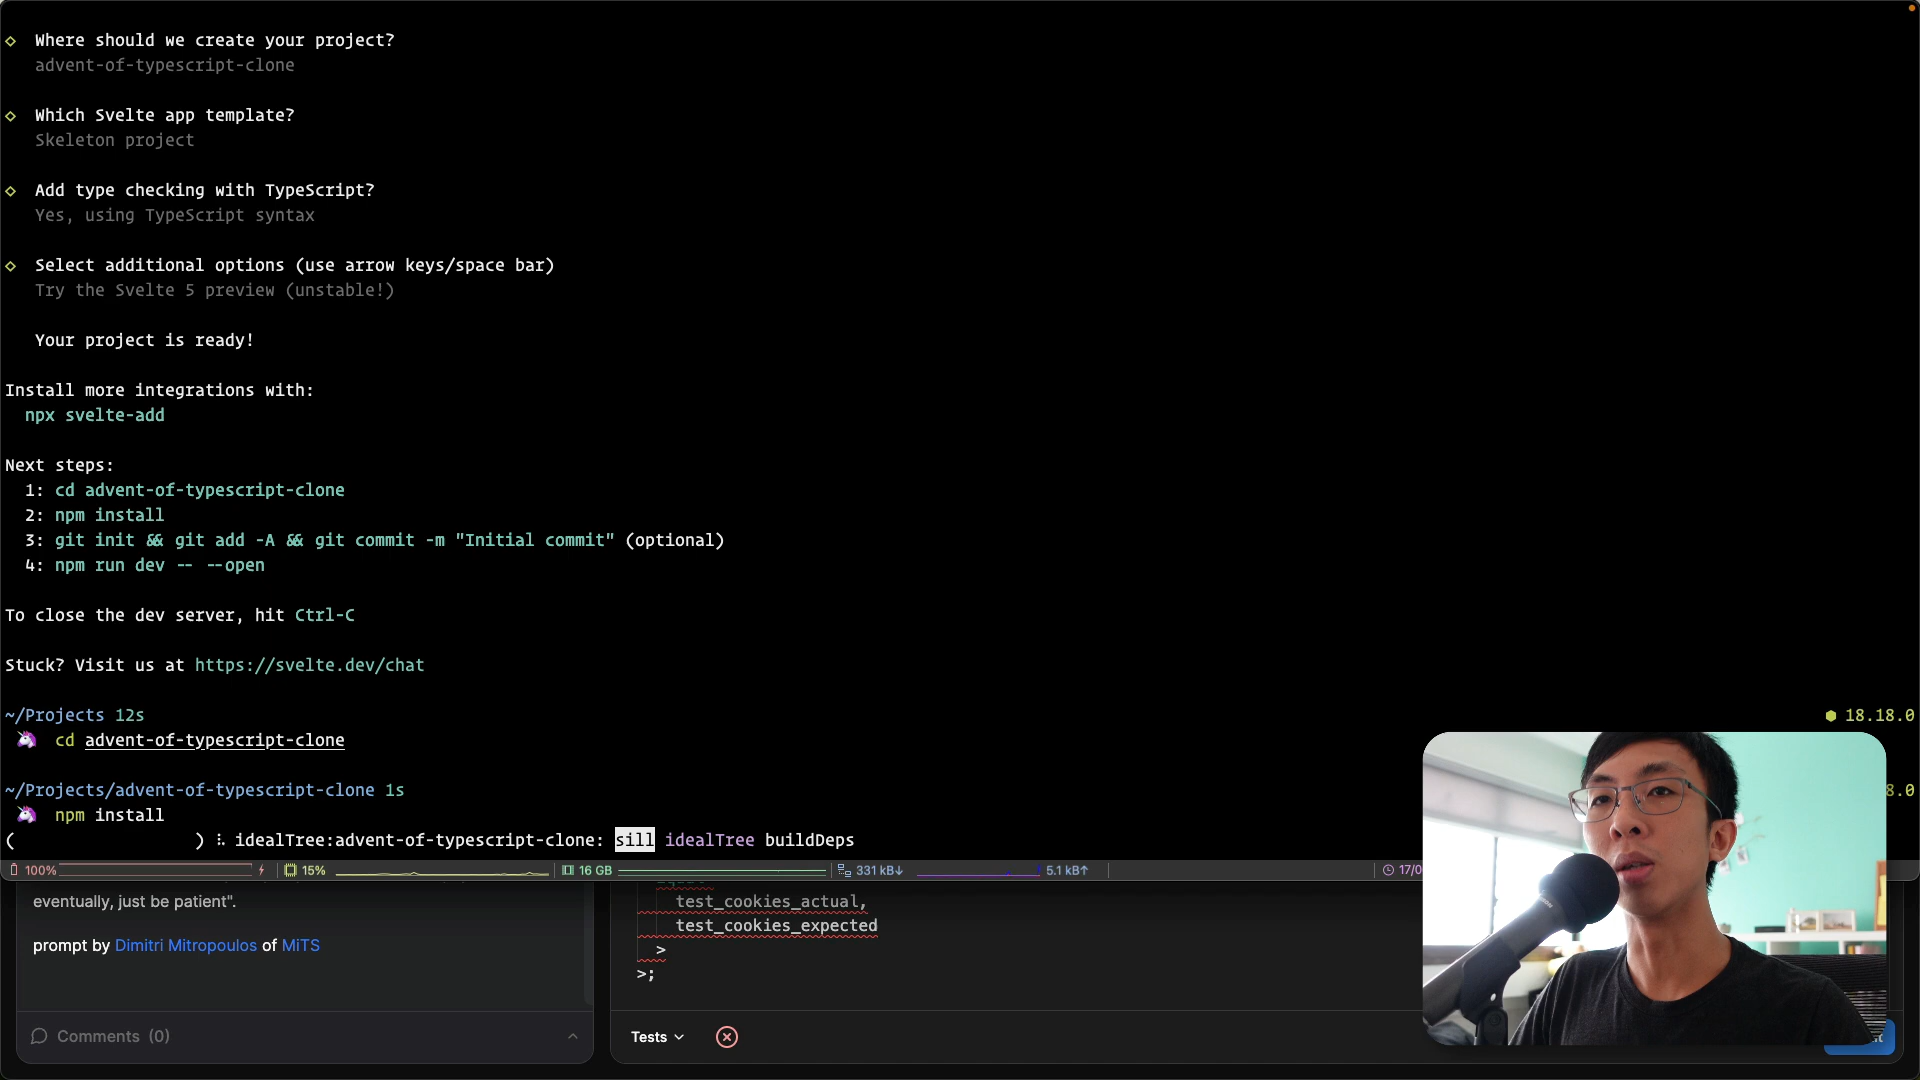 Where should we create your project?
advent-of-typescript-clone
Which Svelte app template?
Skeleton project
Add type checking with TypeScript?
Yes, using TypeScript syntax
Select additional options (use arrow keys/space bar)
Try the Svelte 5 preview (unstable!)
Your project is ready!
Install more integrations with:
npx svelte-add
Next steps:
1: cd advent-of-typescript-clone
2: npm install
3: git init && git add -A && git commit -m "Initial commit" (optional)
4: npm run dev -- --open
To close the dev server, hit Ctrl-C
Stuck? Visit us at https://svelte.dev/chat
~/Projects 12s
18.18.0
cd advent-of-typescript-clone
~/Projects/advent-of-typescript-clone 1s
8.0
npm install
( ) ⠧ idealTree:advent-of-typescript-clone: sill idealTree buildDeps
100% 15% 16 GB 331 kB↓ 5.1 kB↑ 17/0
eventually, just be patient".
prompt by Dimitri Mitropoulos of MiTS
test_cookies_actual,
test_cookies_expected
>
>;
Comments (0)
Tests